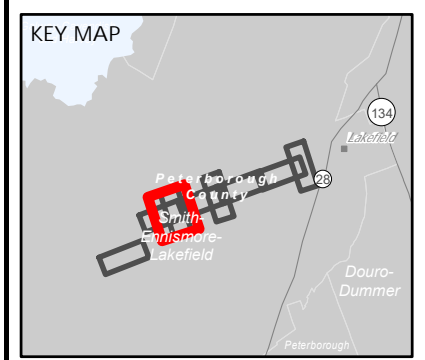 KEY MAP
134
Lakefield
Peterborough
County
28
Smith-
Ennismore-
Lakefield
Douro-
Dummer
Peterborough